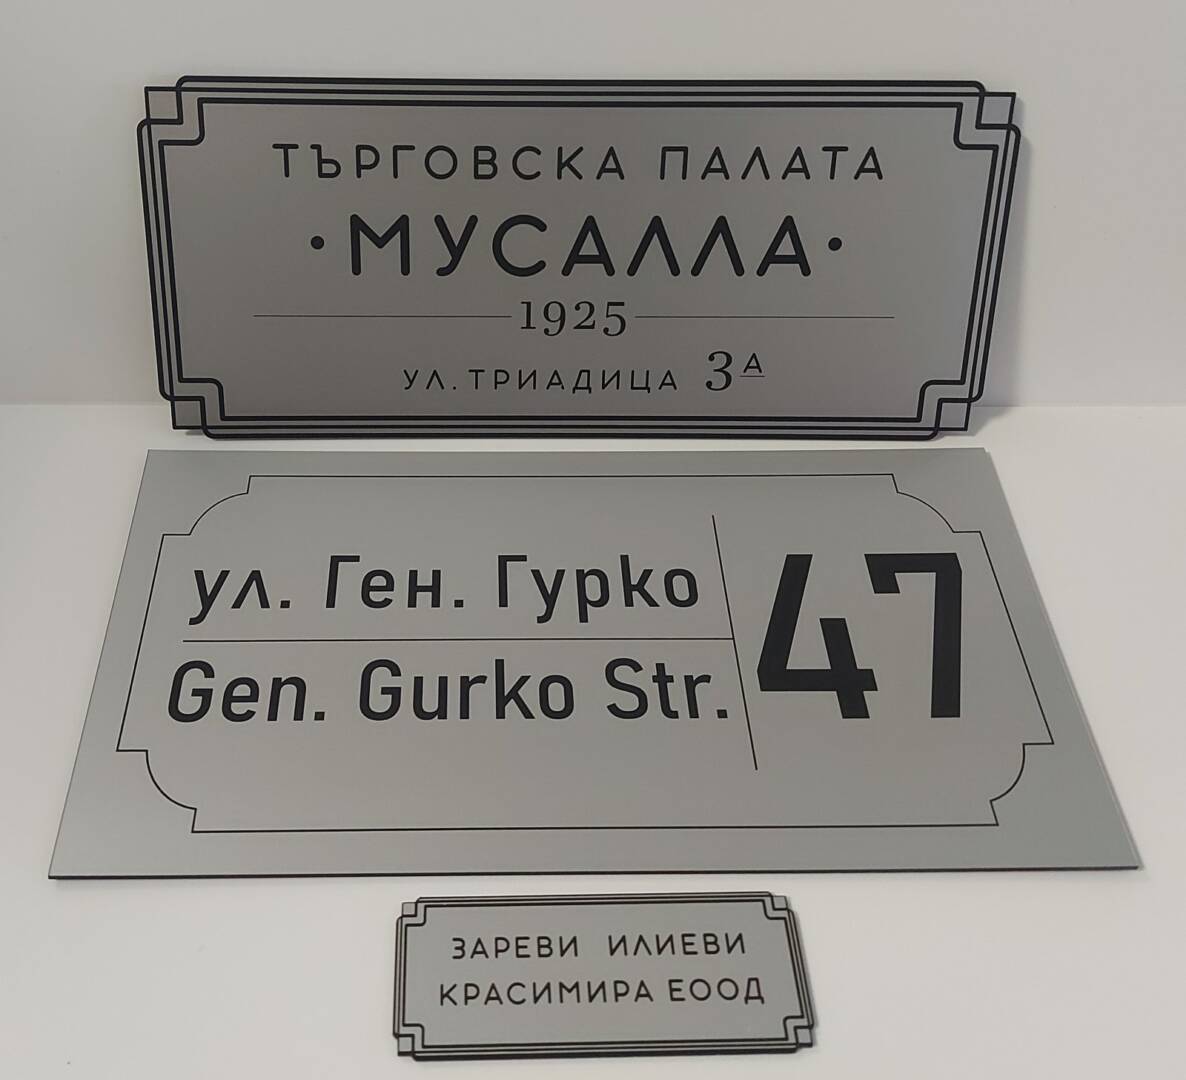 ТЪРГОВСКА ПАЛАТА
·МУСАЛЛА·
1925
УЛ. ТРИАДИЦА 3А
ул. Ген. Гурко
Gen. Gurko Str.
47
ЗАРЕВИ ИЛИЕВИ
КРАСИМИРА ЕООД